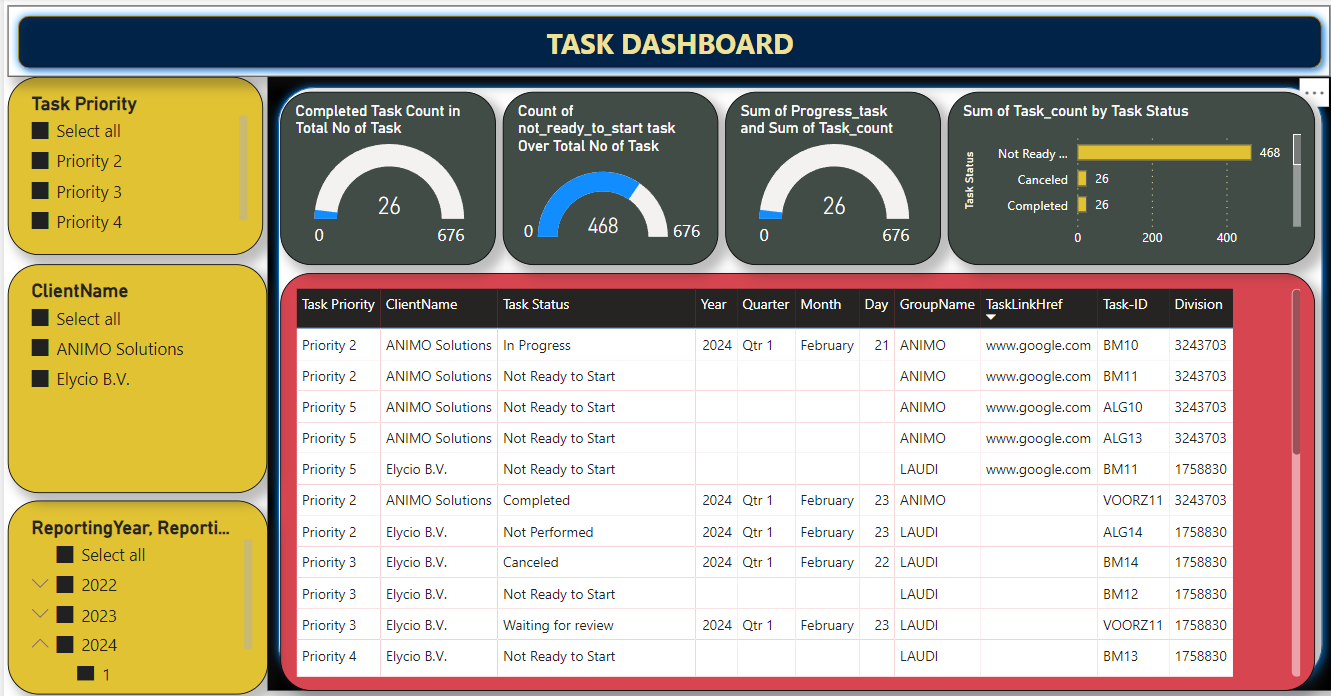 TASK DASHBOARD
Task Priority
Select all
Priority 2
Priority 3
Priority 4
ClientName
Select all
ANIMO Solutions
Elycio B.V.
ReportingYear, Reporti...
Select all
2022
2023
2024
1
Completed Task Count in
Total No of Task
26
0 676
Count of
not_ready_to_start task
Over Total No of Task
468
0 676
Sum of Progress_task
and Sum of Task_count
26
0 676
Sum of Task_count by Task Status
Task Status
Not Ready ... 468
Canceled 26
Completed 26
0 200 400
Task Priority ClientName Task Status Year Quarter Month Day GroupName TaskLinkHref Task-ID Division
Priority 2 ANIMO Solutions In Progress 2024 Qtr 1 February 21 ANIMO www.google.com BM10 3243703
Priority 2 ANIMO Solutions Not Ready to Start ANIMO www.google.com BM11 3243703
Priority 5 ANIMO Solutions Not Ready to Start ANIMO www.google.com ALG10 3243703
Priority 5 ANIMO Solutions Not Ready to Start ANIMO www.google.com ALG13 3243703
Priority 5 Elycio B.V. Not Ready to Start LAUDI www.google.com BM11 1758830
Priority 2 ANIMO Solutions Completed 2024 Qtr 1 February 23 ANIMO VOORZ11 3243703
Priority 2 Elycio B.V. Not Performed 2024 Qtr 1 February 23 LAUDI ALG14 1758830
Priority 3 Elycio B.V. Canceled 2024 Qtr 1 February 22 LAUDI BM14 1758830
Priority 3 Elycio B.V. Not Ready to Start LAUDI BM12 1758830
Priority 3 Elycio B.V. Waiting for review 2024 Qtr 1 February 23 LAUDI VOORZ11 1758830
Priority 4 Elycio B.V. Not Ready to Start LAUDI BM13 1758830